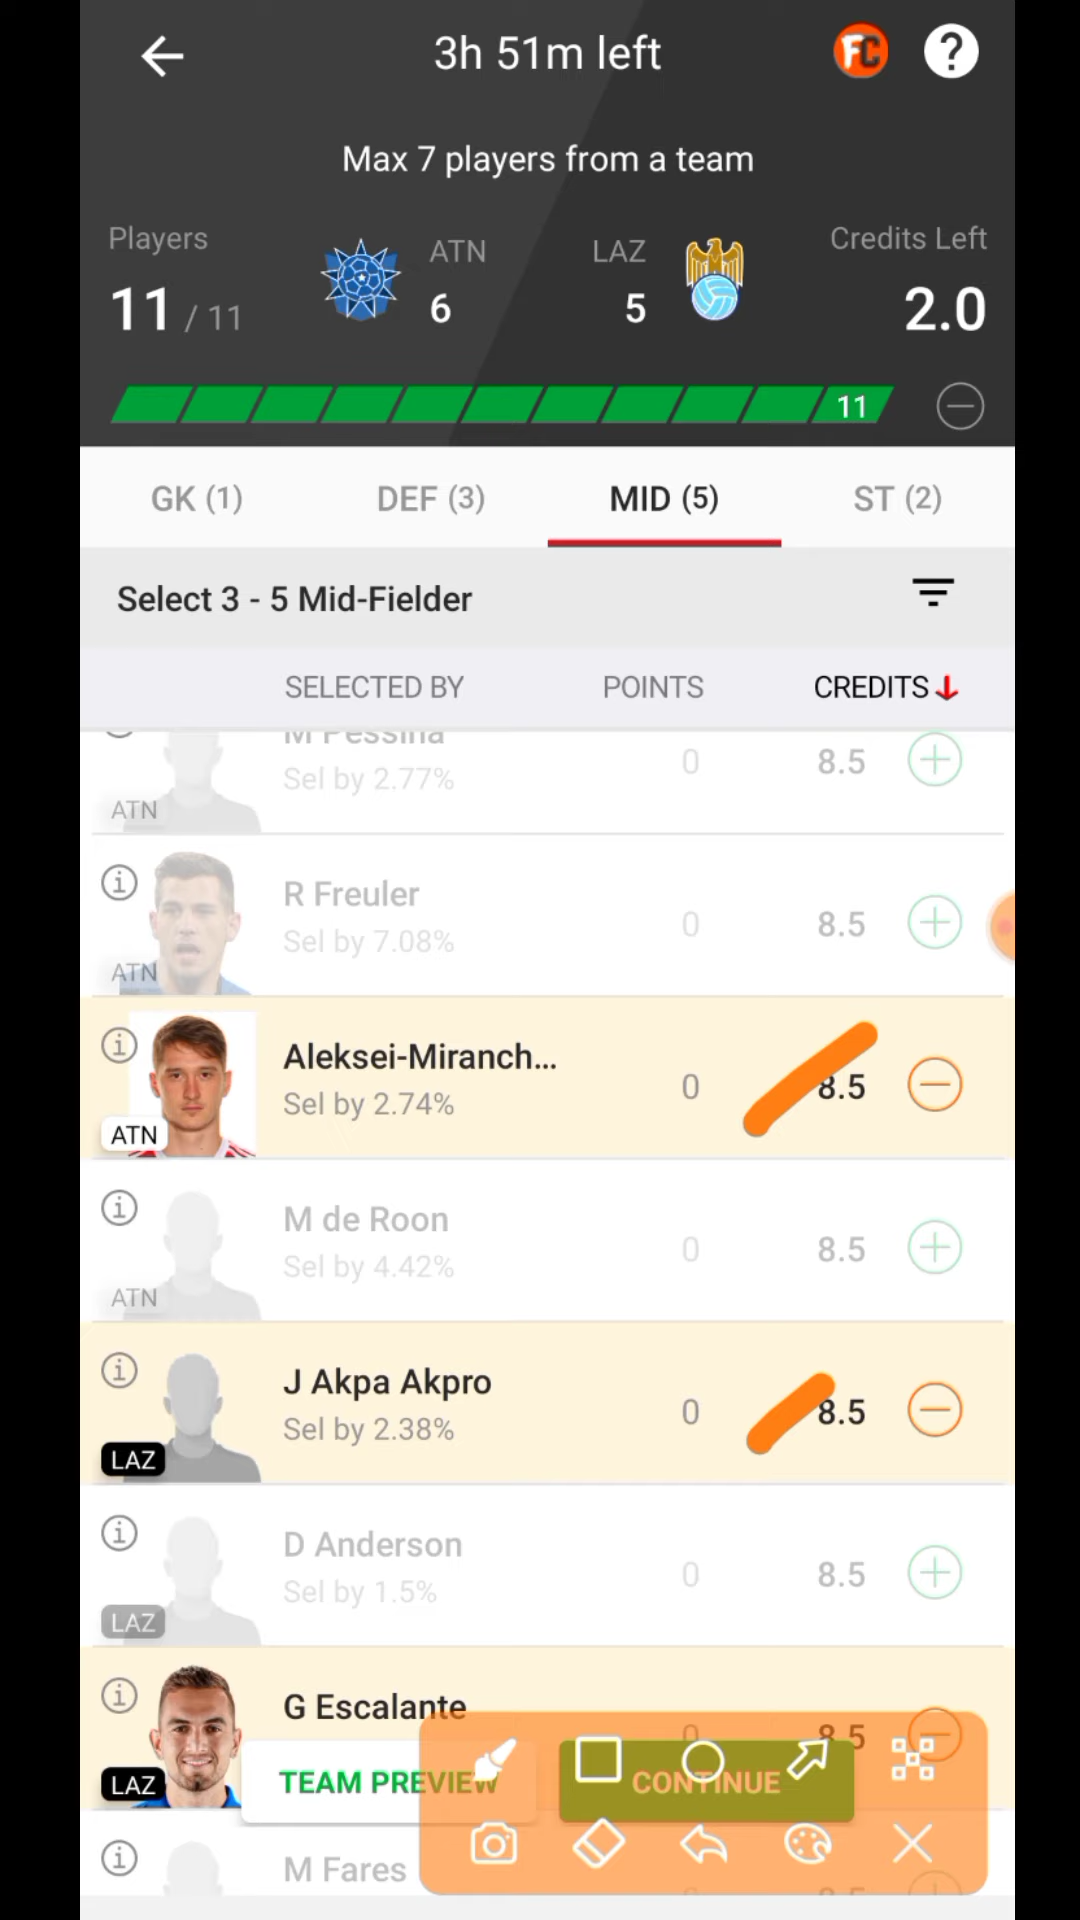 3h 51m left
FC
?
Max 7 players from a team
Players
ATN
LAZ
Credits Left
11 / 11
6
5
2.0
11
GK (1)
DEF (3)
MID (5)
ST (2)
Select 3 - 5 Mid-Fielder
SELECTED BY
POINTS
CREDITS
M Pessina
Sel by 2.77%
0
8.5
ATN
R Freuler
Sel by 7.08%
0
8.5
ATN
Aleksei-Miranch...
Sel by 2.74%
0
8.5
ATN
M de Roon
Sel by 4.42%
0
8.5
ATN
J Akpa Akpro
Sel by 2.38%
0
8.5
LAZ
D Anderson
Sel by 1.5%
0
8.5
LAZ
G Escalante
0
8.5
LAZ
TEAM PREVIEW
CONTINUE
M Fares